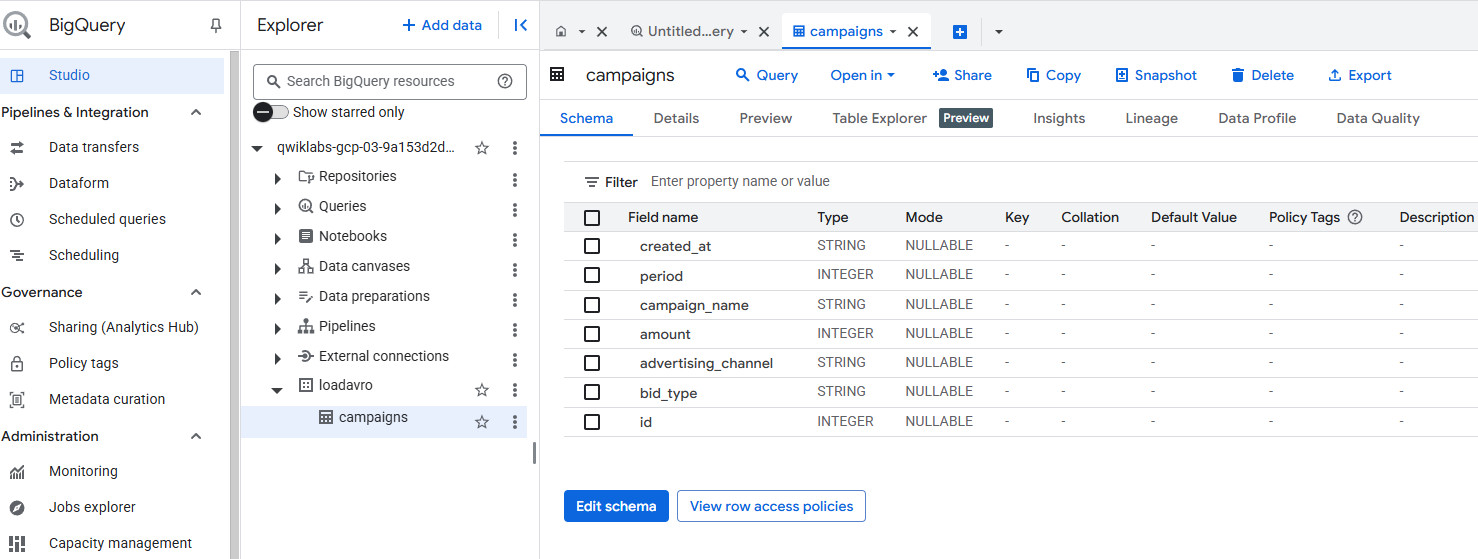 BigQuery
Studio
Pipelines & Integration
Data transfers
Dataform
Scheduled queries
Scheduling
Governance
Sharing (Analytics Hub)
Policy tags
Metadata curation
Administration
Monitoring
Jobs explorer
Capacity management
Explorer
+ Add data
Search BigQuery resources
Show starred only
qwiklabs-gcp-03-9a153d2d...
Repositories
Queries
Notebooks
Data canvases
Data preparations
Pipelines
External connections
loadavro
campaigns
Untitled...ery
campaigns
campaigns
Query Open in Share Copy Snapshot Delete Export
Schema Details Preview Table Explorer Preview Insights Lineage Data Profile Data Quality
Filter Enter property name or value
Field name Type Mode Key Collation Default Value Policy Tags Description
created_at STRING NULLABLE - - - - -
period INTEGER NULLABLE - - - - -
campaign_name STRING NULLABLE - - - - -
amount INTEGER NULLABLE - - - - -
advertising_channel STRING NULLABLE - - - - -
bid_type STRING NULLABLE - - - - -
id INTEGER NULLABLE - - - - -
Edit schema View row access policies